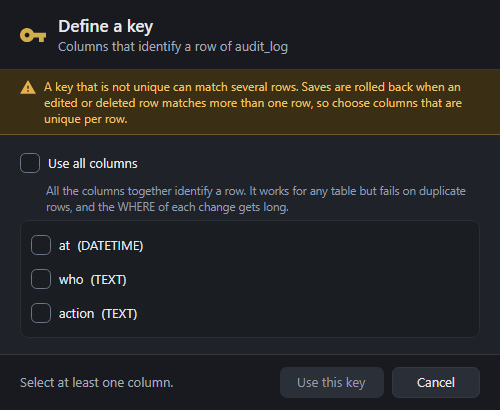 Define a key
Columns that identify a row of audit_log
A key that is not unique can match several rows. Saves are rolled back when an
edited or deleted row matches more than one row, so choose columns that are
unique per row.
Use all columns
All the columns together identify a row. It works for any table but fails on duplicate
rows, and the WHERE of each change gets long.
at (DATETIME)
who (TEXT)
action (TEXT)
Select at least one column.
Use this key
Cancel